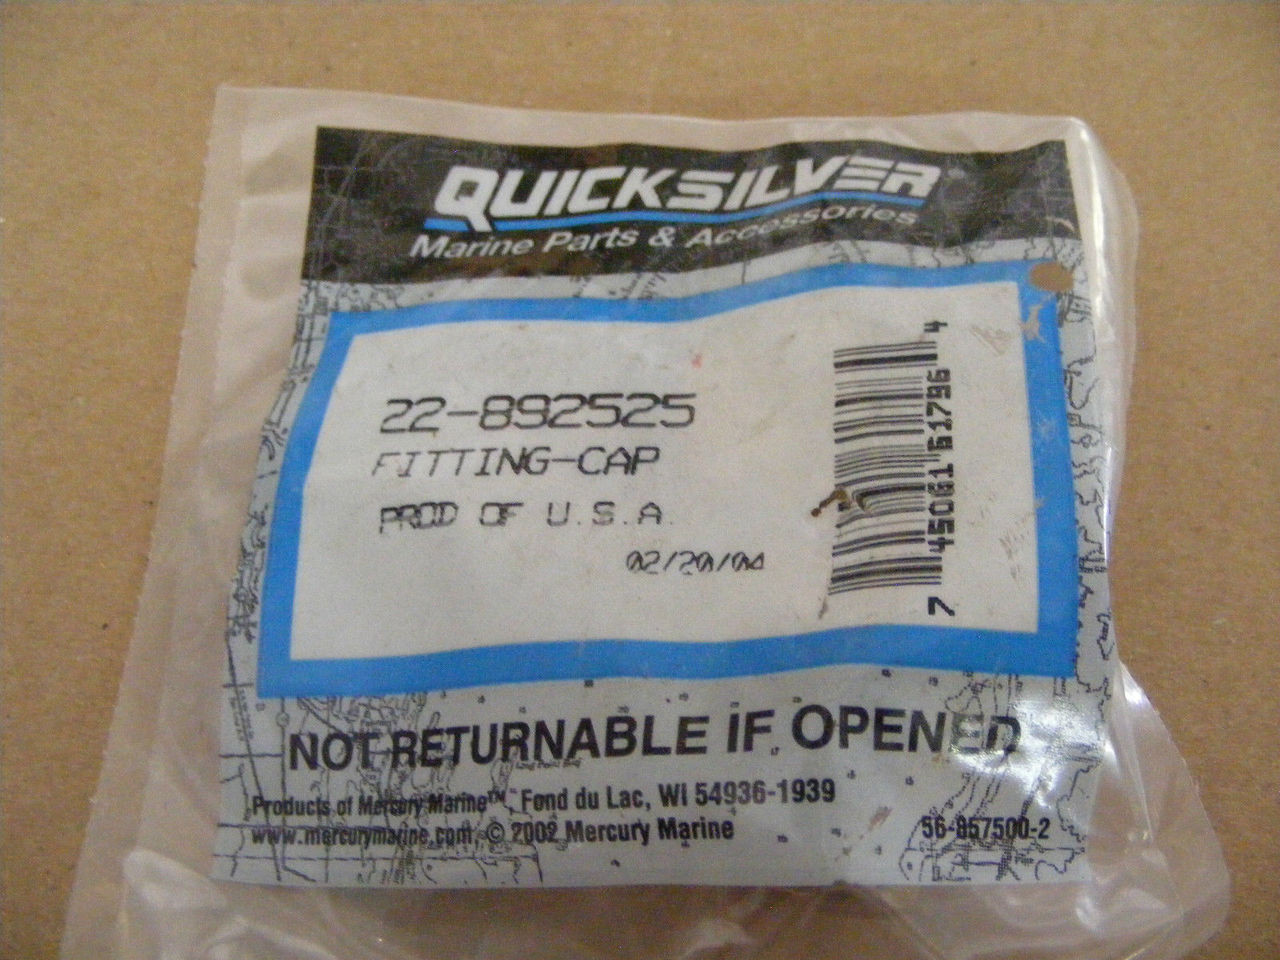 QUICKSILVER
Marine Parts & Accessories
22-892525
FITTING-CAP
PROD OF U.S.A.
02/20/04
7 45061 61796 4
NOT RETURNABLE IF OPENED
Products of Mercury Marine™, Fond du Lac, WI 54936-1939
www.mercurymarine.com, © 2002 Mercury Marine
56-857500-2